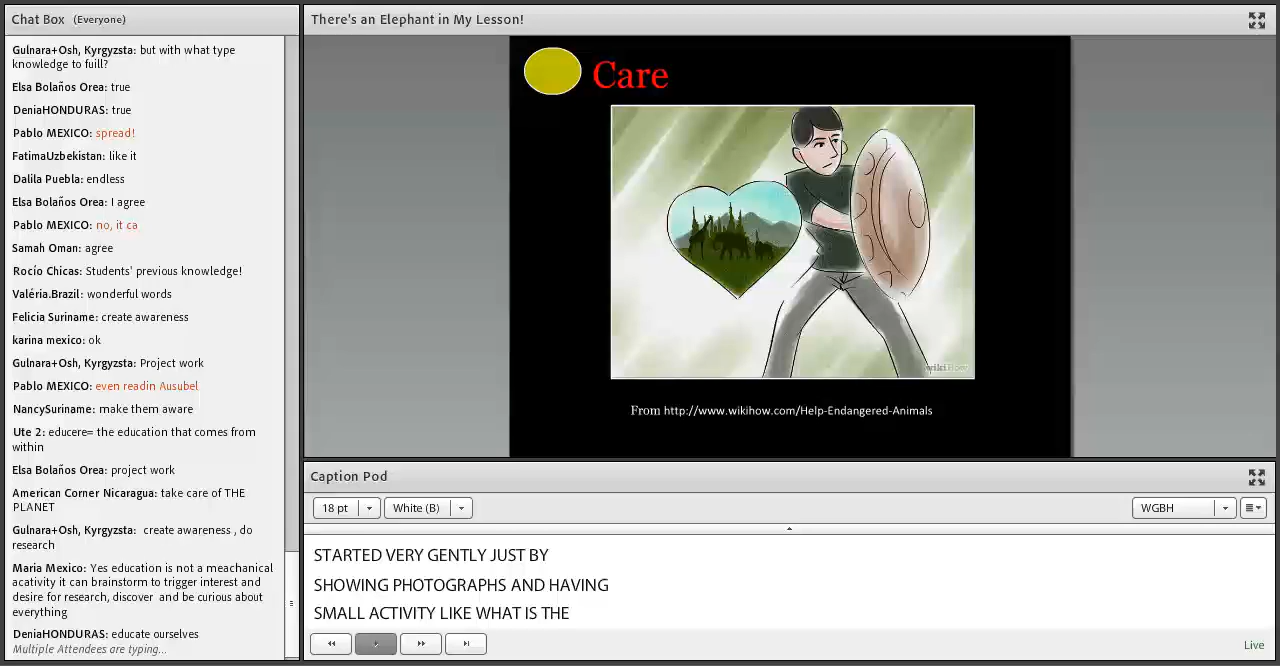 Chat Box (Everyone)
Gulnara+Osh, Kyrgyzsta: but with what type
knowledge to fuill?
Elsa Bolaños Orea: true
DeniaHONDURAS: true
Pablo MEXICO: spread!
FatimaUzbekistan: like it
Dalila Puebla: endless
Elsa Bolaños Orea: I agree
Pablo MEXICO: no, it ca
Samah Oman: agree
Rocío Chicas: Students' previous knowledge!
Valéria.Brazil: wonderful words
Felicia Suriname: create awareness
karina mexico: ok
Gulnara+Osh, Kyrgyzsta: Project work
Pablo MEXICO: even readin Ausubel
NancySuriname: make them aware
Ute 2: educere= the education that comes from
within
Elsa Bolaños Orea: project work
American Corner Nicaragua: take care of THE
PLANET
Gulnara+Osh, Kyrgyzsta: create awareness , do
research
Maria Mexico: Yes education is not a meachanical
acativity it can brainstorm to trigger interest and
desire for research, discover and be curious about
everything
DeniaHONDURAS: educate ourselves
Multiple Attendees are typing...
There's an Elephant in My Lesson!
Care
wikiHow
From http://www.wikihow.com/Help-Endangered-Animals
Caption Pod
18 pt
White (B)
WGBH
STARTED VERY GENTLY JUST BY
SHOWING PHOTOGRAPHS AND HAVING
SMALL ACTIVITY LIKE WHAT IS THE
Live